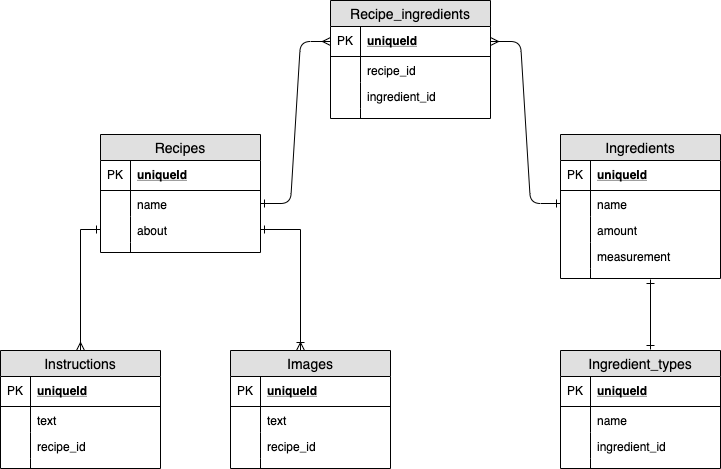 Recipe_ingredients
PK uniqueId
recipe_id
ingredient_id
Recipes
PK uniqueId
name
about
Ingredients
PK uniqueId
name
amount
measurement
Instructions
PK uniqueId
text
recipe_id
Images
PK uniqueId
text
recipe_id
Ingredient_types
PK uniqueId
name
ingredient_id